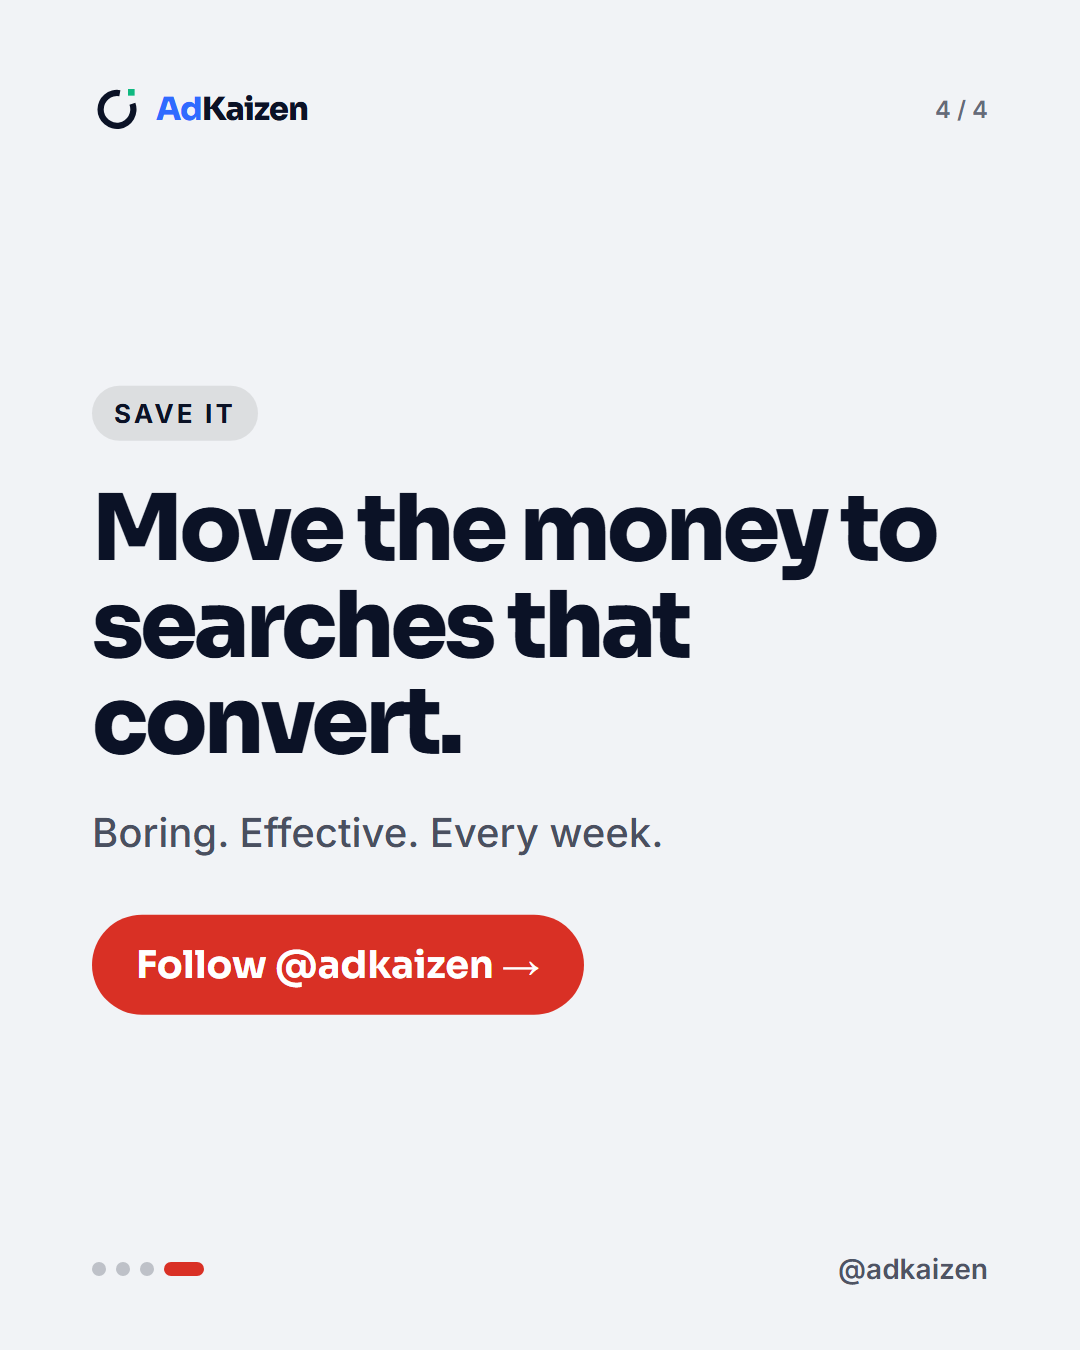 AdKaizen
4 / 4
SAVE IT
Move the money to
searches that
convert.
Boring. Effective. Every week.
Follow @adkaizen →
@adkaizen